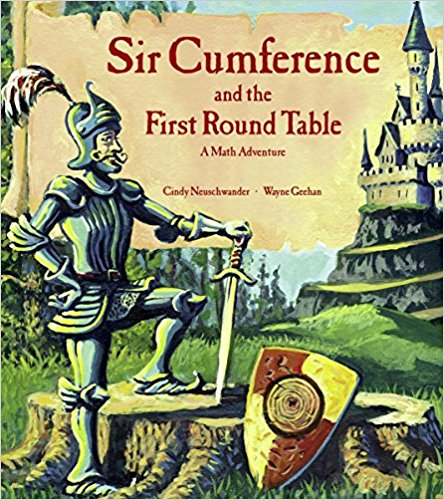 Sir Cumference
and the
First Round Table
A Math Adventure
Cindy Neuschwander · Wayne Geehan